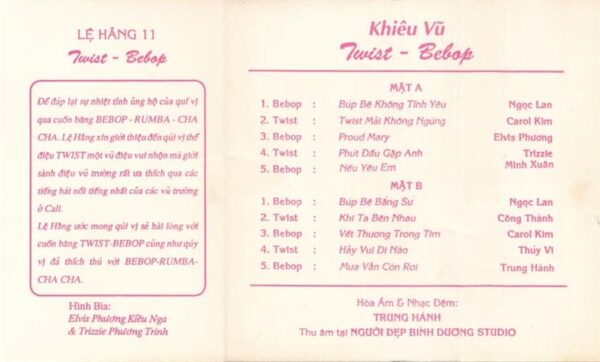 LỆ HẰNG 11
Twist - Bebop
Để đáp lại sự nhiệt tình ủng hộ của quí vị
qua cuốn băng BEBOP - RUMBA - CHA
CHA. Lệ Hằng xin giới thiệu đến qúi vị thể
điệu TWIST một vũ điệu vui nhộn mà giới
sành điệu vũ trường rất ưa thích qua các
tiếng hát nổi tiếng nhất của các vũ trường
ở Cali.
Lệ Hằng ước mong qúi vị sẽ hài lòng với
cuốn băng TWIST-BEBOP cũng như qúy
vị đã thích thú với BEBOP-RUMBA-
CHA CHA.
Hình Bìa:
Elvis Phương Kiều Nga
& Trizzie Phương Trinh
Khiêu Vũ
Twist - Bebop
MẶT A
1. Bebop : Búp Bê Không Tình Yêu Ngọc Lan
2. Twist : Twist Mãi Không Ngừng Carol Kim
3. Bebop : Proud Mary Elvis Phương
4. Twist : Phút Đầu Gặp Anh Trizzie
5. Bebop : Nếu Yêu Em Minh Xuân
MẶT B
1. Bebop : Búp Bê Bằng Sứ Ngọc Lan
2. Twist : Khi Ta Bên Nhau Công Thành
3. Bebop : Vết Thương Trong Tim Carol Kim
4. Twist : Hãy Vui Đi Nào Thúy Vi
5. Bebop : Mưa Vẫn Còn Rơi Trung Hành
Hòa Âm & Nhạc Đệm:
TRUNG HÀNH
Thu âm tại NGƯỜI ĐẸP BÌNH DƯƠNG STUDIO